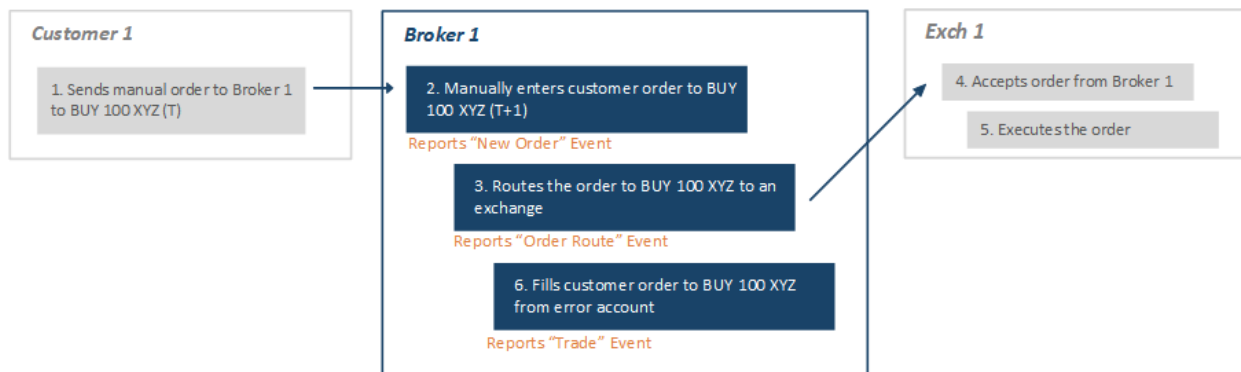 Customer 1
1. Sends manual order to Broker 1
to BUY 100 XYZ (T)
Broker 1
2. Manually enters customer order to BUY
100 XYZ (T+1)
Reports “New Order” Event
3. Routes the order to BUY 100 XYZ to an
exchange
Reports “Order Route” Event
6. Fills customer order to BUY 100 XYZ
from error account
Reports “Trade” Event
Exch 1
4. Accepts order from Broker 1
5. Executes the order